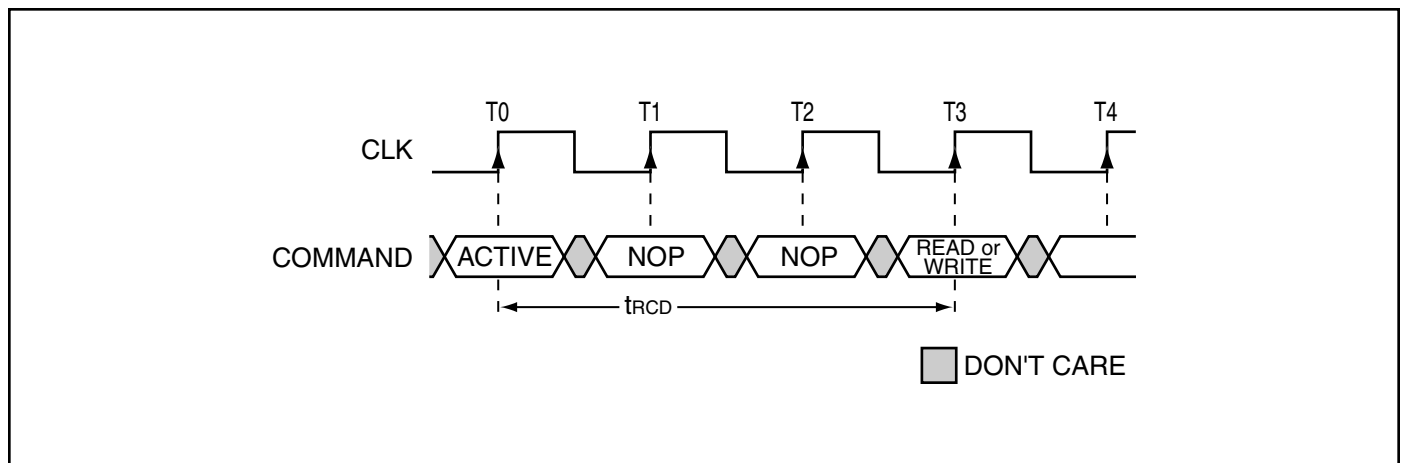 T0 T1 T2 T3 T4
CLK
COMMAND ACTIVE NOP NOP READ or
WRITE
tRCD
DON'T CARE